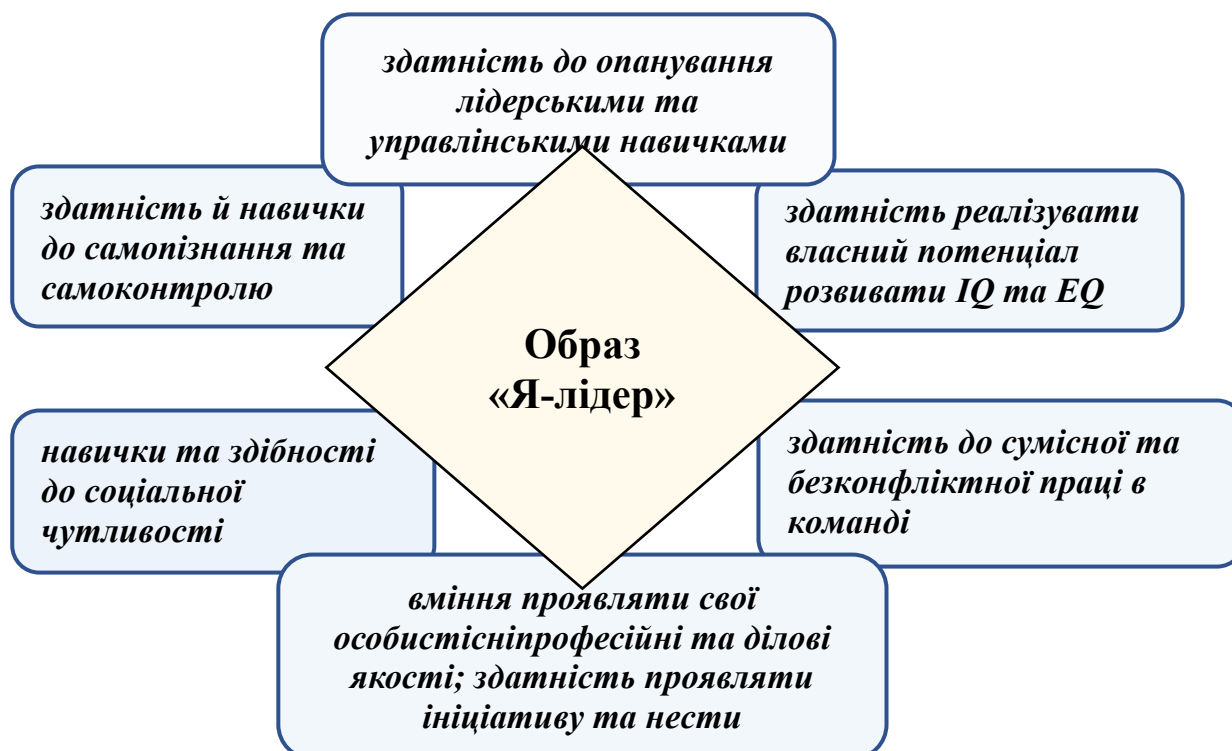 здатність до опанування
лідерськими та
управлінськими навичками
здатність й навички
до самопізнання та
самоконтролю
здатність реалізувати
власний потенціал
розвивати IQ та EQ
Образ
«Я-лідер»
навички та здібності
до соціальної
чутливості
здатність до сумісної та
безконфліктної праці в
команді
вміння проявляти свої
особистісніпрофесійні та ділові
якості; здатність проявляти
ініціативу та нести